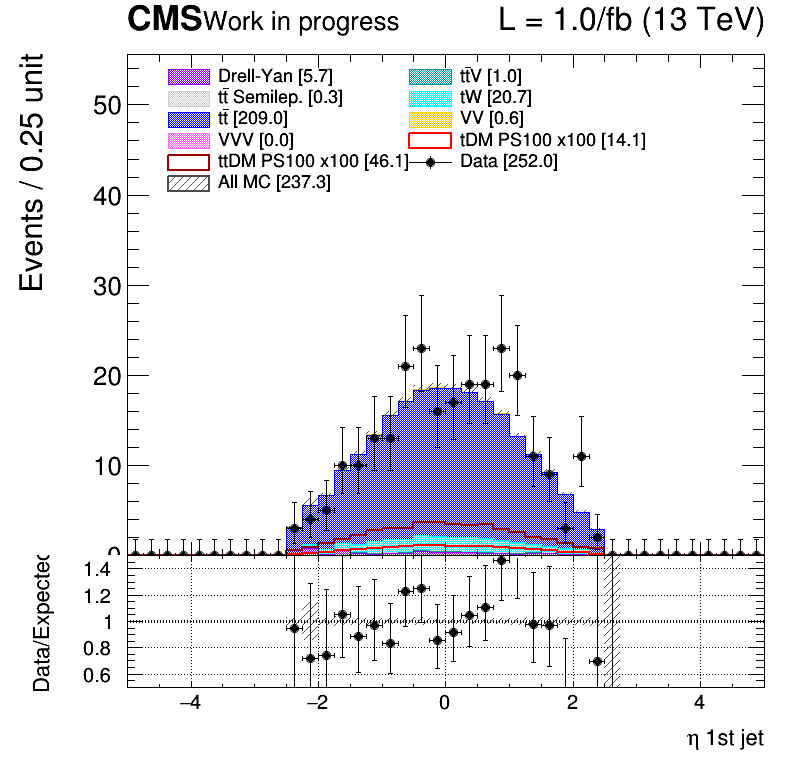 CMS Work in progress L = 1.0/fb (13 TeV)
Events / 0.25 unit
Drell-Yan [5.7] tt̄V [1.0]
tt̄ Semilep. [0.3] tW [20.7]
tt̄ [209.0] VV [0.6]
VVV [0.0] tDM PS100 x100 [14.1]
ttDM PS100 x100 [46.1] Data [252.0]
All MC [237.3]
50
40
30
20
10
0
Data/Expected
1.4
1.2
1
0.8
0.6
−4 −2 0 2 4
η 1st jet